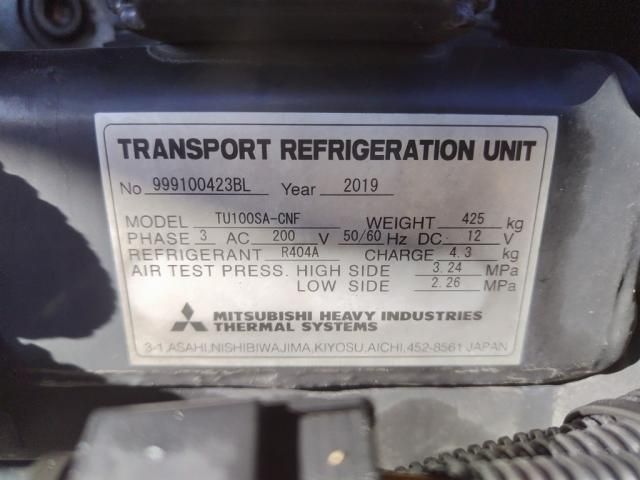 TRANSPORT REFRIGERATION UNIT
No 999100423BL Year 2019
MODEL TU100SA-CNF WEIGHT 425 kg
PHASE 3 AC 200 V 50/60 Hz DC 12 V
REFRIGERANT R404A CHARGE 4.3 kg
AIR TEST PRESS. HIGH SIDE 3.24 MPa
LOW SIDE 2.26 MPa
MITSUBISHI HEAVY INDUSTRIES
THERMAL SYSTEMS
3-1,ASAHI,NISHIBIWAJIMA,KIYOSU,AICHI,452-8561 JAPAN